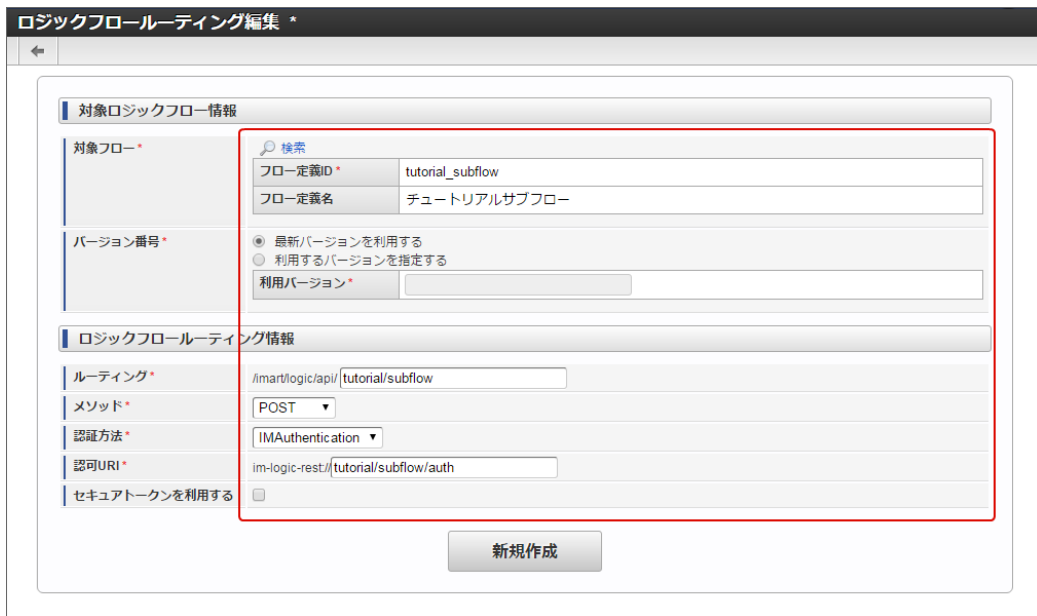 ロジックフロールーティング編集 *
対象ロジックフロー情報
対象フロー*
検索
フロー定義ID* tutorial_subflow
フロー定義名 チュートリアルサブフロー
バージョン番号*
最新バージョンを利用する
利用するバージョンを指定する
利用バージョン*
ロジックフロールーティング情報
ルーティング* /imart/logic/api/ tutorial/subflow
メソッド* POST
認証方法* IMAuthentication
認可URI* im-logic-rest:// tutorial/subflow/auth
セキュアトークンを利用する
新規作成